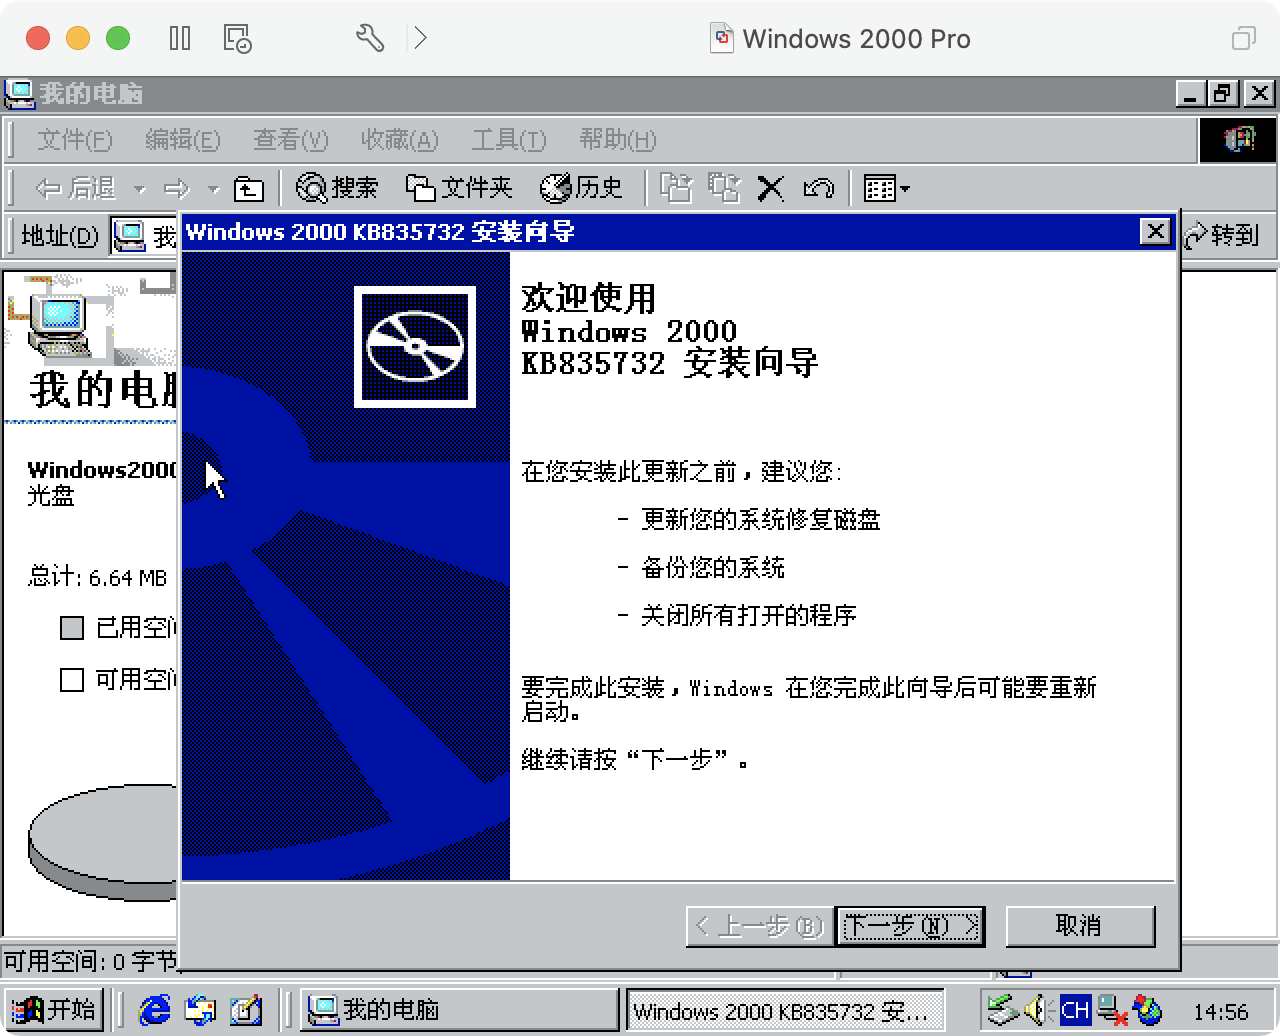 Windows 2000 Pro
我的电脑
文件(F) 编辑(E) 查看(V) 收藏(A) 工具(T) 帮助(H)
后退 搜索 文件夹 历史
地址(D) 我 转到
Windows 2000 KB835732 安装向导
欢迎使用
Windows 2000
KB835732 安装向导
我的电
Windows2000
光盘
总计: 6.64 MB
已用空
可用空
在您安装此更新之前，建议您:
- 更新您的系统修复磁盘
- 备份您的系统
- 关闭所有打开的程序
要完成此安装，Windows 在您完成此向导后可能要重新
启动。
继续请按“下一步”。
< 上一步(B) 下一步(N) > 取消
可用空间: 0 字节
开始 我的电脑 Windows 2000 KB835732 安... CH 14:56